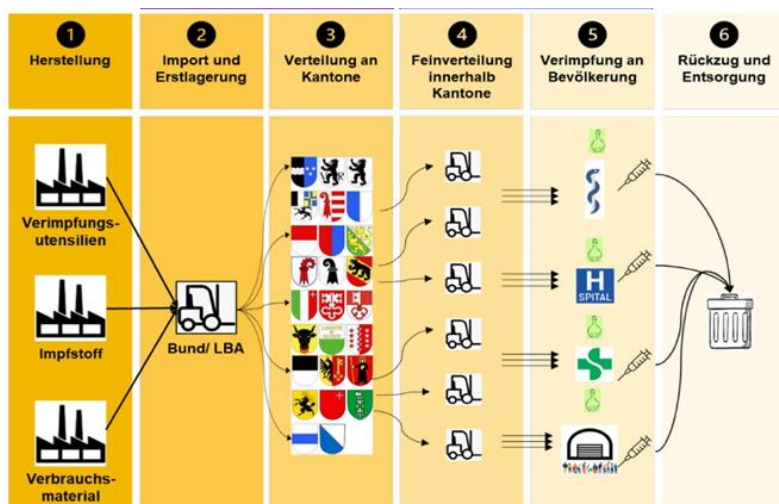 1
Herstellung
2
Import und
Erstlagerung
3
Verteilung an
Kantone
4
Feinverteilung
innerhalb
Kantone
5
Verimpfung an
Bevölkerung
6
Rückzug und
Entsorgung
Verimpfungs-
utensilien
Impfstoff
Verbrauchs-
material
Bund/ LBA
H
SPITAL